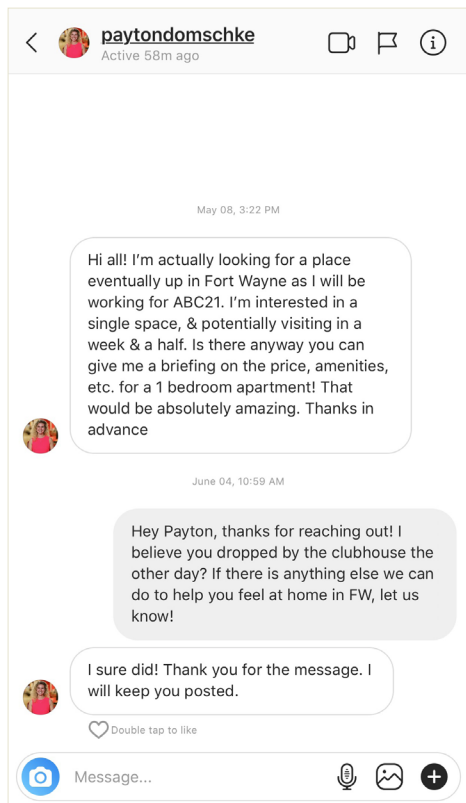 paytondomschke
Active 58m ago
May 08, 3:22 PM
Hi all! I’m actually looking for a place
eventually up in Fort Wayne as I will be
working for ABC21. I’m interested in a
single space, & potentially visiting in a
week & a half. Is there anyway you can
give me a briefing on the price, amenities,
etc. for a 1 bedroom apartment! That
would be absolutely amazing. Thanks in
advance
June 04, 10:59 AM
Hey Payton, thanks for reaching out! I
believe you dropped by the clubhouse the
other day? If there is anything else we can
do to help you feel at home in FW, let us
know!
I sure did! Thank you for the message. I
will keep you posted.
Double tap to like
Message...